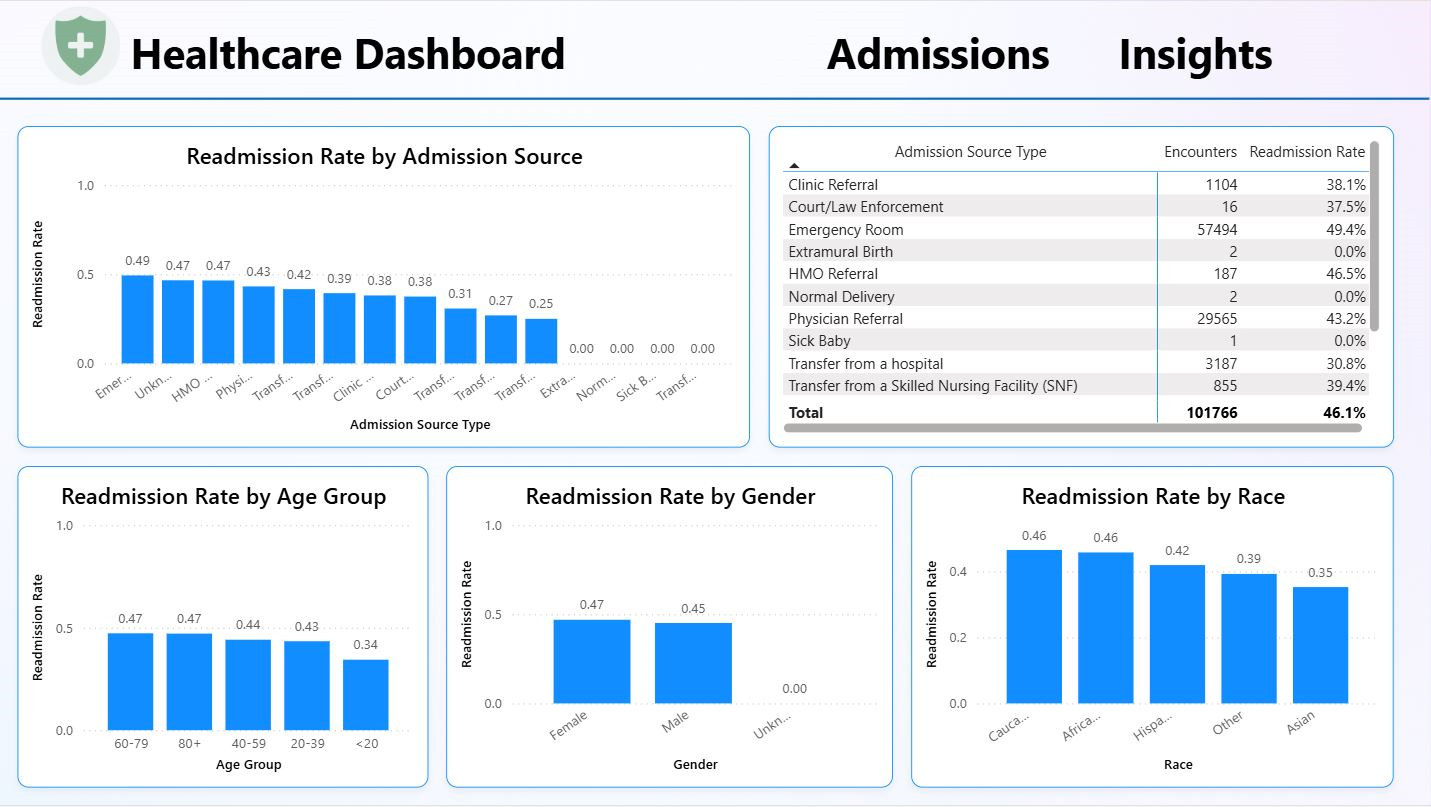 Healthcare Dashboard
Admissions
Insights
Readmission Rate by Admission Source
Readmission Rate
1.0
0.5
0.0
0.49 0.47 0.47 0.43 0.42 0.39 0.38 0.38 0.31 0.27 0.25 0.00 0.00 0.00 0.00
Emer... Unkn... HMO ... Physi... Transf... Transf... Clinic ... Court... Transf... Transf... Transf... Extra... Norm... Sick B... Transf...
Admission Source Type
Admission Source Type Encounters Readmission Rate
Clinic Referral 1104 38.1%
Court/Law Enforcement 16 37.5%
Emergency Room 57494 49.4%
Extramural Birth 2 0.0%
HMO Referral 187 46.5%
Normal Delivery 2 0.0%
Physician Referral 29565 43.2%
Sick Baby 1 0.0%
Transfer from a hospital 3187 30.8%
Transfer from a Skilled Nursing Facility (SNF) 855 39.4%
Total 101766 46.1%
Readmission Rate by Age Group
Readmission Rate
1.0
0.5
0.0
0.47 0.47 0.44 0.43 0.34
60-79 80+ 40-59 20-39 <20
Age Group
Readmission Rate by Gender
Readmission Rate
1.0
0.5
0.0
0.47 0.45 0.00
Female Male Unkn...
Gender
Readmission Rate by Race
Readmission Rate
0.4
0.2
0.0
0.46 0.46 0.42 0.39 0.35
Cauca... Africa... Hispa... Other Asian
Race